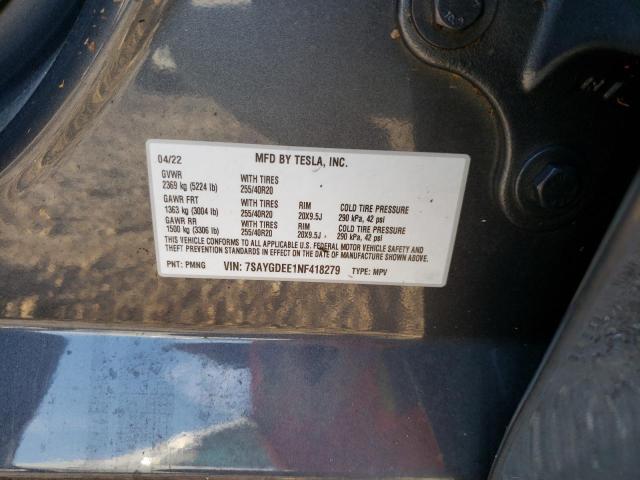 04/22 MFD BY TESLA, INC.
GVWR WITH TIRES
2369 kg (5224 lb) 255/40R20
GAWR FRT WITH TIRES RIM COLD TIRE PRESSURE
1363 kg (3004 lb) 255/40R20 20X9.5J 290 kPa, 42 psi
GAWR RR WITH TIRES RIM COLD TIRE PRESSURE
1500 kg (3306 lb) 255/40R20 20X9.5J 290 kPa, 42 psi
THIS VEHICLE CONFORMS TO ALL APPLICABLE U.S. FEDERAL MOTOR VEHICLE SAFETY AND
THEFT PREVENTION STANDARDS IN EFFECT ON THE DATE OF MANUFACTURE SHOWN ABOVE.
PNT: PMNG VIN: 7SAYGDEE1NF418279 TYPE: MPV